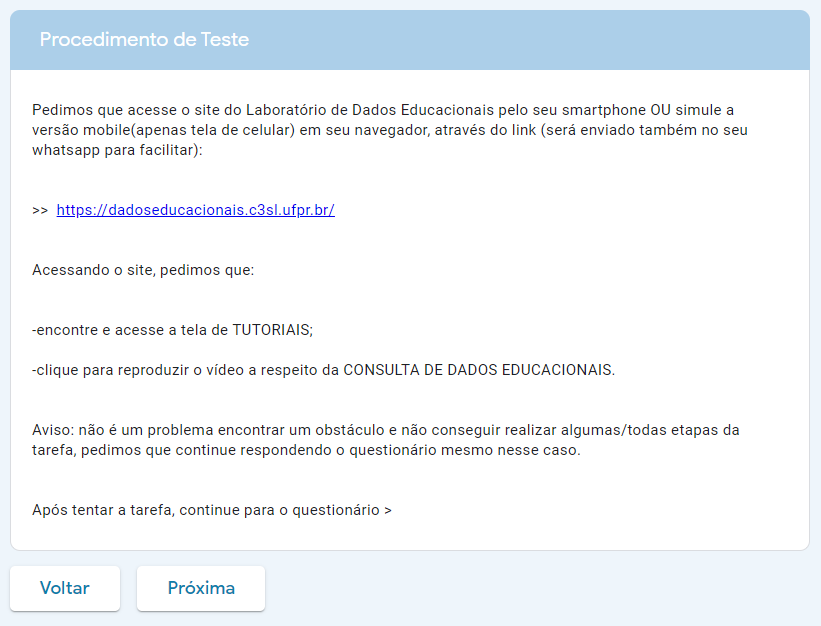 Procedimento de Teste
Pedimos que acesse o site do Laboratório de Dados Educacionais pelo seu smartphone OU simule a
versão mobile(apenas tela de celular) em seu navegador, através do link (será enviado também no seu
whatsapp para facilitar):
>> https://dadoseducacionais.c3sl.ufpr.br/
Acessando o site, pedimos que:
-encontre e acesse a tela de TUTORIAIS;
-clique para reproduzir o vídeo a respeito da CONSULTA DE DADOS EDUCACIONAIS.
Aviso: não é um problema encontrar um obstáculo e não conseguir realizar algumas/todas etapas da
tarefa, pedimos que continue respondendo o questionário mesmo nesse caso.
Após tentar a tarefa, continue para o questionário >
Voltar Próxima